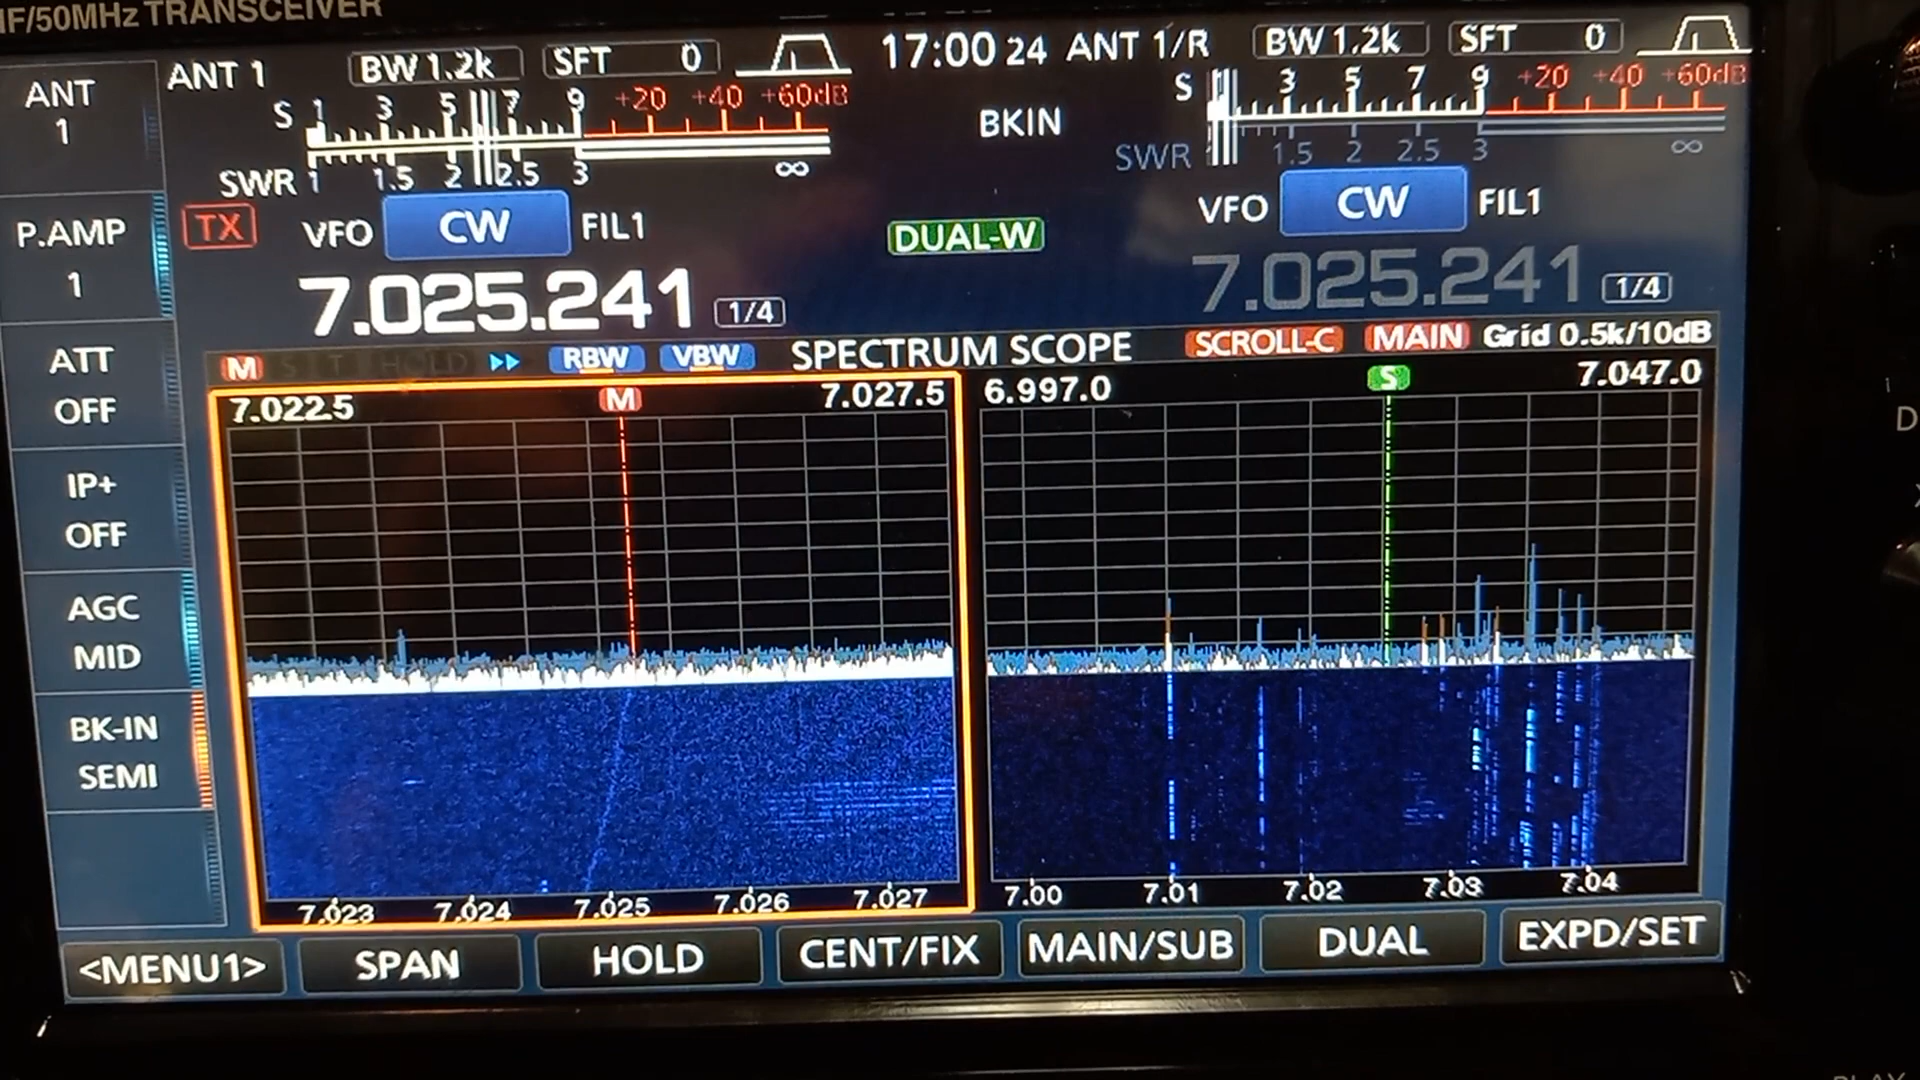 HF/50MHz TRANSCEIVER
ANT 1 BW 1.2k SFT 0 17:00 24 ANT 1/R BW 1.2k SFT 0
S 1 3 5 7 9 +20 +40 +60dB
S 3 5 7 9 +20 +40 +60dB
BKIN
SWR 1 1.5 2 2.5 3 ∞
SWR 1.5 2 2.5 3 ∞
TX VFO CW FIL1 DUAL-W VFO CW FIL1
7.025.241 1/4
7.025.241 1/4
M S I T HOLD RBW VBW SPECTRUM SCOPE SCROLL-C MAIN Grid 0.5k/10dB
7.022.5 M 7.027.5
6.997.0 S 7.047.0
7.023 7.024 7.025 7.026 7.027
7.00 7.01 7.02 7.03 7.04
ANT
1
P.AMP
1
ATT
OFF
IP+
OFF
AGC
MID
BK-IN
SEMI
<MENU1> SPAN HOLD CENT/FIX MAIN/SUB DUAL EXPD/SET